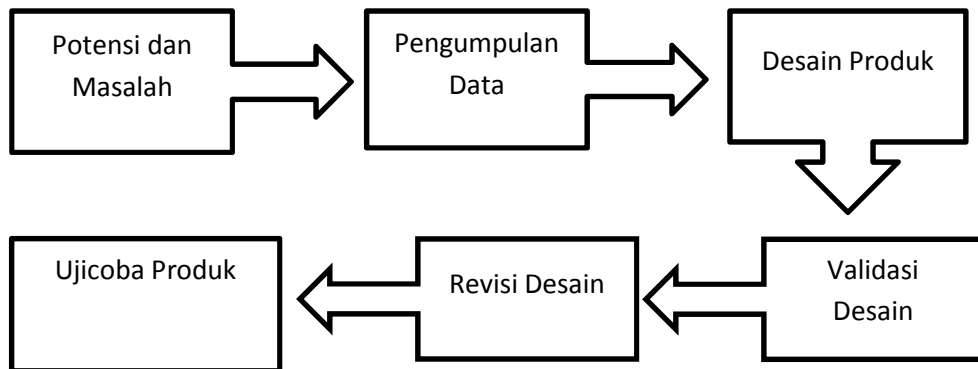 Potensi dan
Masalah
Pengumpulan
Data
Desain Produk
Validasi
Desain
Revisi Desain
Ujicoba Produk